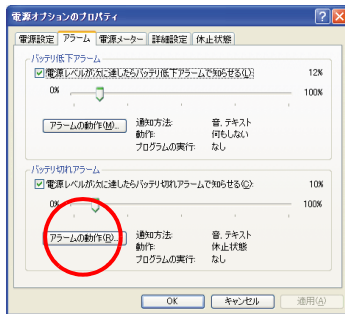 電源オプションのプロパティ
電源設定 アラーム 電源メーター 詳細設定 休止状態
バッテリ低下アラーム
電源レベルが次に達したらバッテリ低下アラームで知らせる(L): 12%
0% 100%
アラームの動作(M)... 通知方法: 音, テキスト
動作: 何もしない
プログラムの実行: なし
バッテリ切れアラーム
電源レベルが次に達したらバッテリ切れアラームで知らせる(C): 10%
0% 100%
アラームの動作(R)... 通知方法: 音, テキスト
動作: 休止状態
プログラムの実行: なし
OK キャンセル 適用(A)